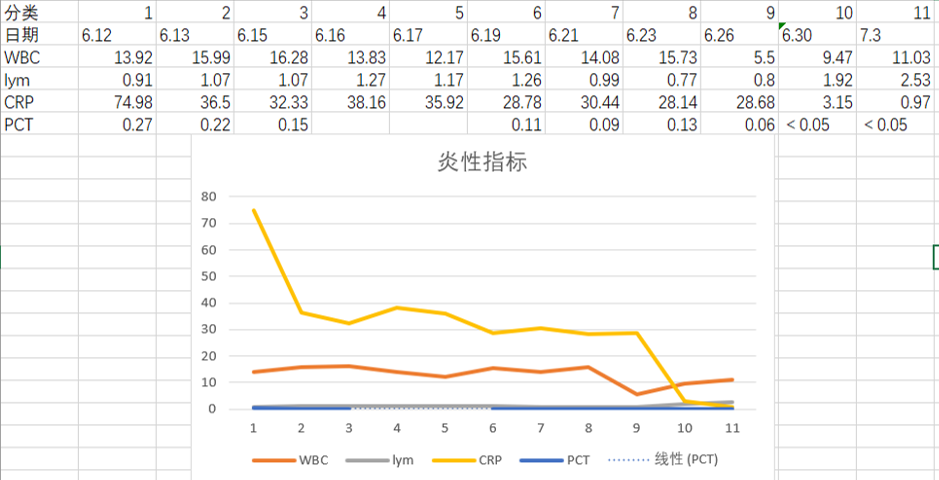 分类 1 2 3 4 5 6 7 8 9 10 11
日期 6.12 6.13 6.15 6.16 6.17 6.19 6.21 6.23 6.26 6.30 7.3
WBC 13.92 15.99 16.28 13.83 12.17 15.61 14.08 15.73 5.5 9.47 11.03
lym 0.91 1.07 1.07 1.27 1.17 1.26 0.99 0.77 0.8 1.92 2.53
CRP 74.98 36.5 32.33 38.16 35.92 28.78 30.44 28.14 28.68 3.15 0.97
PCT 0.27 0.22 0.15 0.11 0.09 0.13 0.06 ＜0.05 ＜0.05
炎性指标
80
70
60
50
40
30
20
10
0
1 2 3 4 5 6 7 8 9 10 11
WBC lym CRP PCT 线性 (PCT)